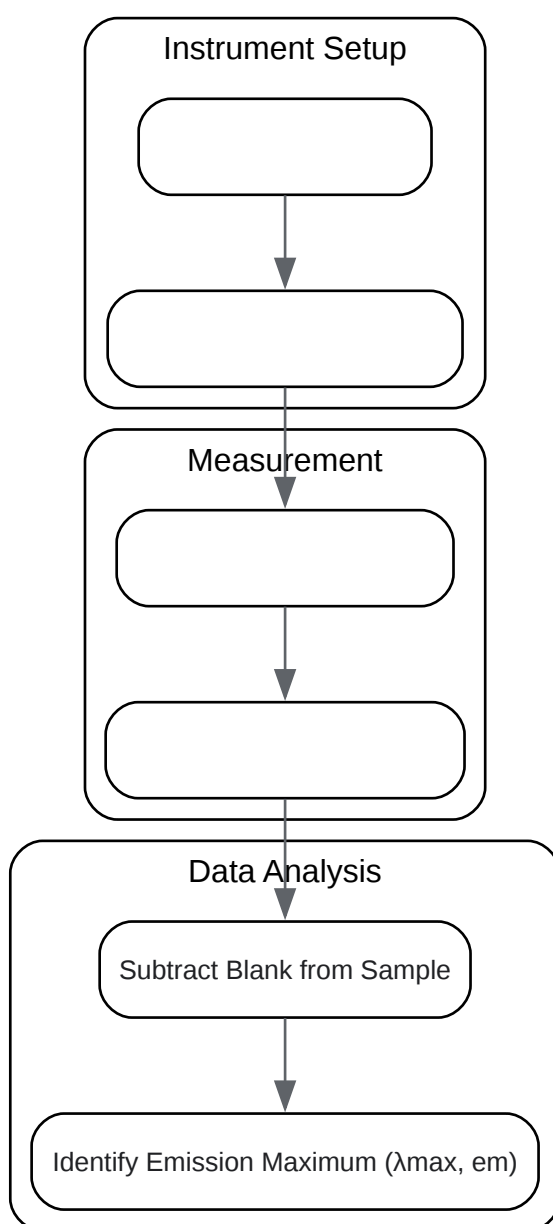 Instrument Setup
Measurement
Data Analysis
Subtract Blank from Sample
Identify Emission Maximum (λmax, em)